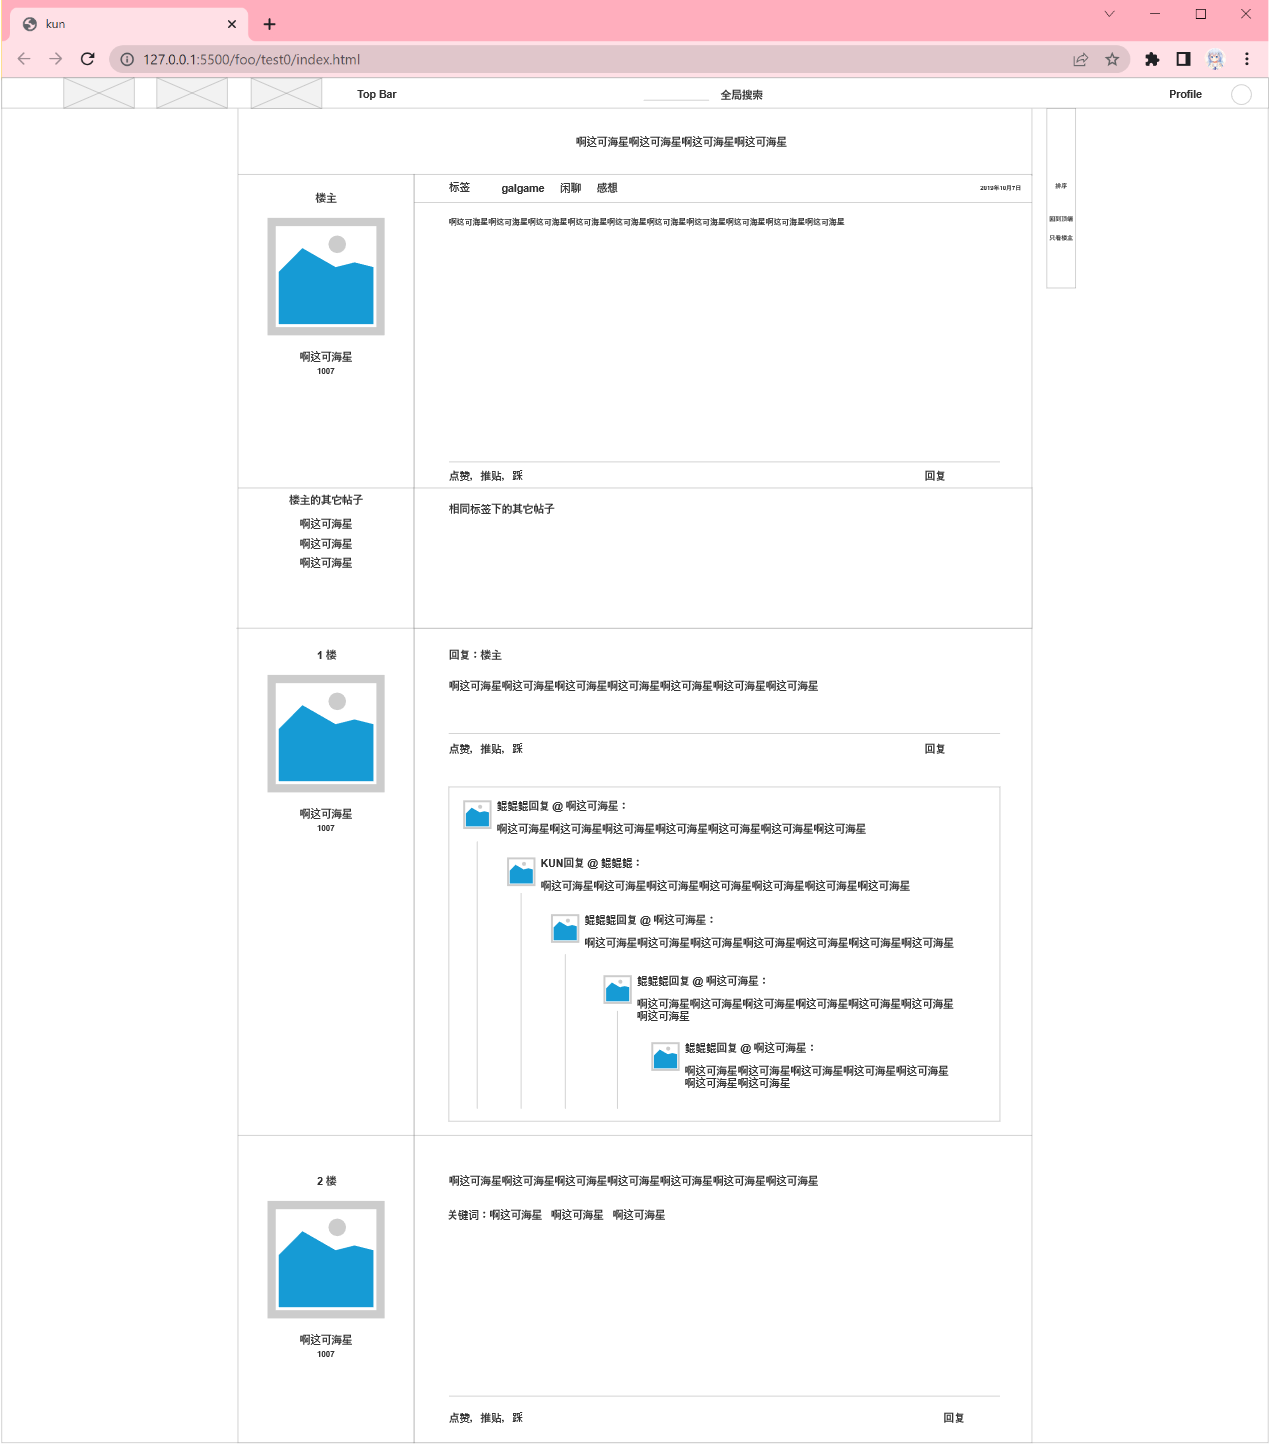 kun
127.0.0.1:5500/foo/test0/index.html
Top Bar
全局搜索
Profile
啊这可海星啊这可海星啊这可海星啊这可海星
楼主
标签 galgame 闲聊 感想
2019年10月7日
排序
回到顶端
只看楼主
啊这可海星啊这可海星啊这可海星啊这可海星啊这可海星啊这可海星啊这可海星啊这可海星啊这可海星啊这可海星
啊这可海星
1007
点赞, 推贴, 踩
回复
楼主的其它帖子
啊这可海星
啊这可海星
啊这可海星
相同标签下的其它帖子
1 楼
啊这可海星
1007
回复：楼主
啊这可海星啊这可海星啊这可海星啊这可海星啊这可海星啊这可海星啊这可海星
点赞, 推贴, 踩
回复
鲲鲲鲲回复 @ 啊这可海星：
啊这可海星啊这可海星啊这可海星啊这可海星啊这可海星啊这可海星啊这可海星
KUN回复 @ 鲲鲲鲲：
啊这可海星啊这可海星啊这可海星啊这可海星啊这可海星啊这可海星啊这可海星
鲲鲲鲲回复 @ 啊这可海星：
啊这可海星啊这可海星啊这可海星啊这可海星啊这可海星啊这可海星啊这可海星
鲲鲲鲲回复 @ 啊这可海星：
啊这可海星啊这可海星啊这可海星啊这可海星啊这可海星啊这可海星
啊这可海星
鲲鲲鲲回复 @ 啊这可海星：
啊这可海星啊这可海星啊这可海星啊这可海星啊这可海星
啊这可海星啊这可海星
2 楼
啊这可海星
1007
啊这可海星啊这可海星啊这可海星啊这可海星啊这可海星啊这可海星啊这可海星
关键词：啊这可海星 啊这可海星 啊这可海星
点赞, 推贴, 踩
回复